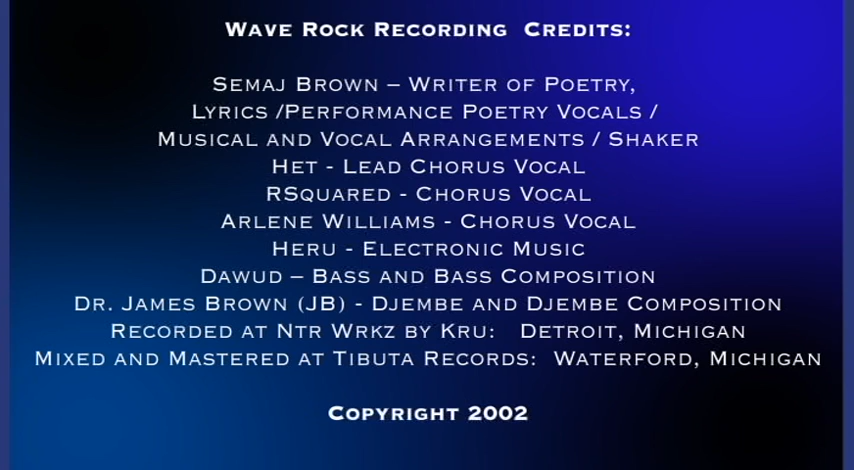 Wave Rock Recording Credits:
Semaj Brown – Writer of Poetry,
Lyrics /Performance Poetry Vocals /
Musical and Vocal Arrangements / Shaker
Het - Lead Chorus Vocal
RSquared - Chorus Vocal
Arlene Williams - Chorus Vocal
Heru - Electronic Music
Dawud – Bass and Bass Composition
Dr. James Brown (JB) - Djembe and Djembe Composition
Recorded at Ntr Wrkz by Kru: Detroit, Michigan
Mixed and Mastered at Tibuta Records: Waterford, Michigan
Copyright 2002